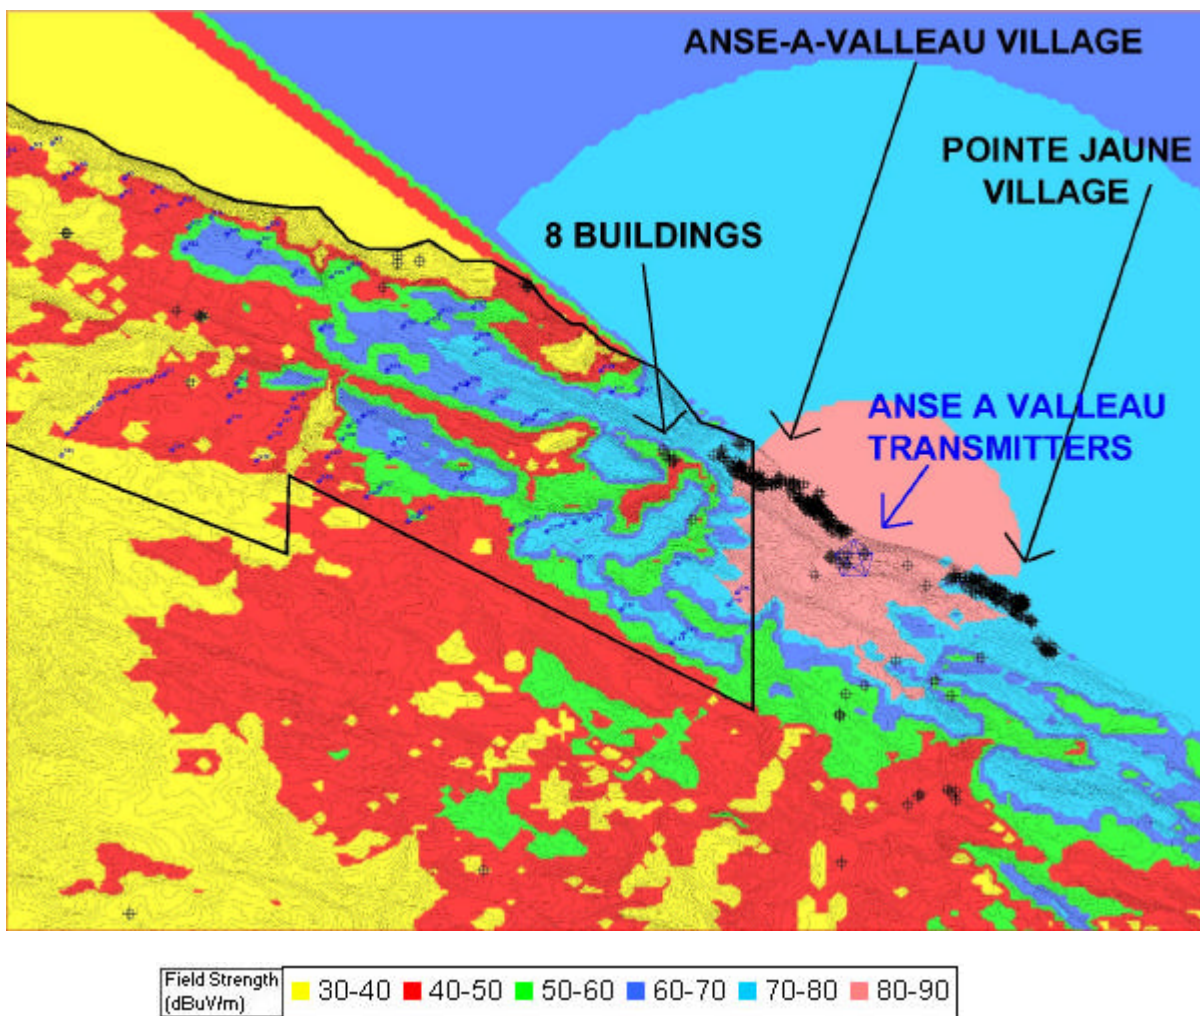 ANSE-A-VALLEAU VILLAGE
POINTE JAUNE
VILLAGE
8 BUILDINGS
ANSE A VALLEAU
TRANSMITTERS
Field Strength
(dBuV/m)
30-40 40-50 50-60 60-70 70-80 80-90